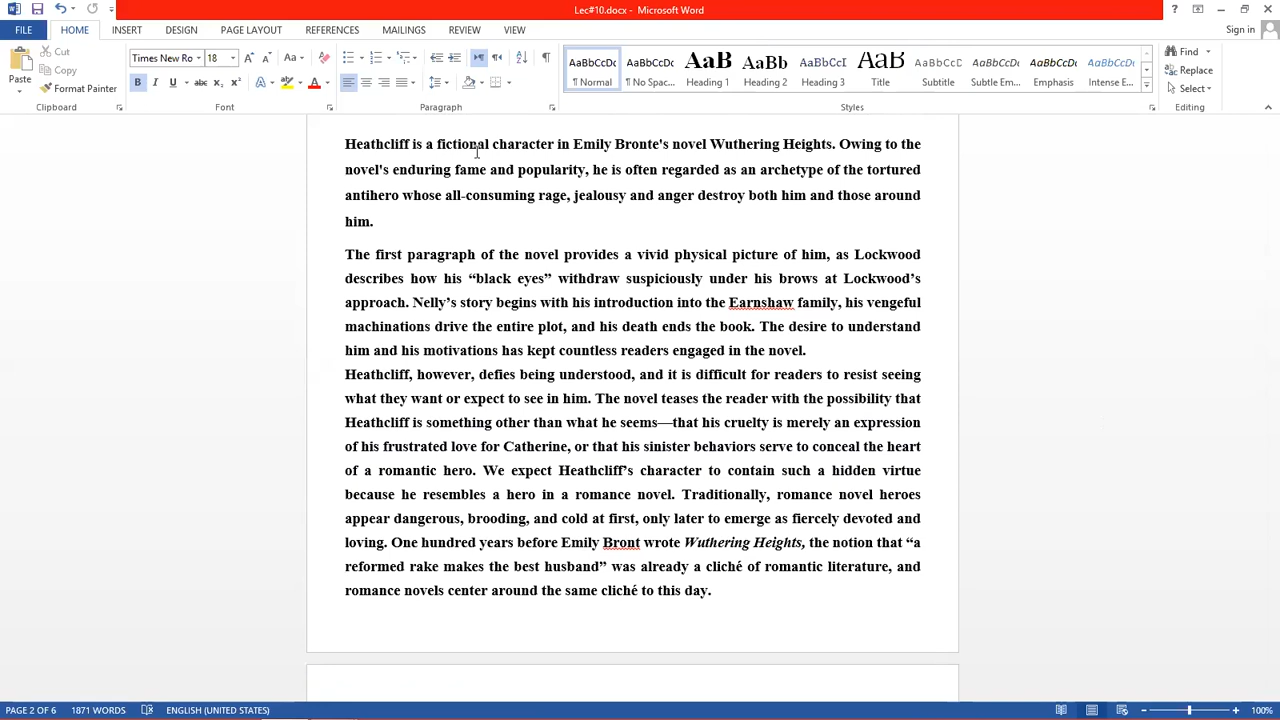 Lec#10.docx - Microsoft Word
Sign in
FILE HOME INSERT DESIGN PAGE LAYOUT REFERENCES MAILINGS REVIEW VIEW
Paste
Cut
Copy
Format Painter
Clipboard
Times New Ro 18
Font
Paragraph
AaBbCcDc AaBbCcDc AaB AaBb AaBbCcI AaB AaBbCcD AaBbCcDc AaBbCcDc AaBbCcDc
¶ Normal ¶ No Spac... Heading 1 Heading 2 Heading 3 Title Subtitle Subtle Em... Emphasis Intense E...
Styles
Find
Replace
Select
Editing
Heathcliff is a fictional character in Emily Bronte's novel Wuthering Heights. Owing to the
novel's enduring fame and popularity, he is often regarded as an archetype of the tortured
antihero whose all-consuming rage, jealousy and anger destroy both him and those around
him.
The first paragraph of the novel provides a vivid physical picture of him, as Lockwood
describes how his “black eyes” withdraw suspiciously under his brows at Lockwood’s
approach. Nelly’s story begins with his introduction into the Earnshaw family, his vengeful
machinations drive the entire plot, and his death ends the book. The desire to understand
him and his motivations has kept countless readers engaged in the novel.
Heathcliff, however, defies being understood, and it is difficult for readers to resist seeing
what they want or expect to see in him. The novel teases the reader with the possibility that
Heathcliff is something other than what he seems—that his cruelty is merely an expression
of his frustrated love for Catherine, or that his sinister behaviors serve to conceal the heart
of a romantic hero. We expect Heathcliff’s character to contain such a hidden virtue
because he resembles a hero in a romance novel. Traditionally, romance novel heroes
appear dangerous, brooding, and cold at first, only later to emerge as fiercely devoted and
loving. One hundred years before Emily Bront wrote Wuthering Heights, the notion that “a
reformed rake makes the best husband” was already a cliché of romantic literature, and
romance novels center around the same cliché to this day.
PAGE 2 OF 6 1871 WORDS ENGLISH (UNITED STATES) 100%